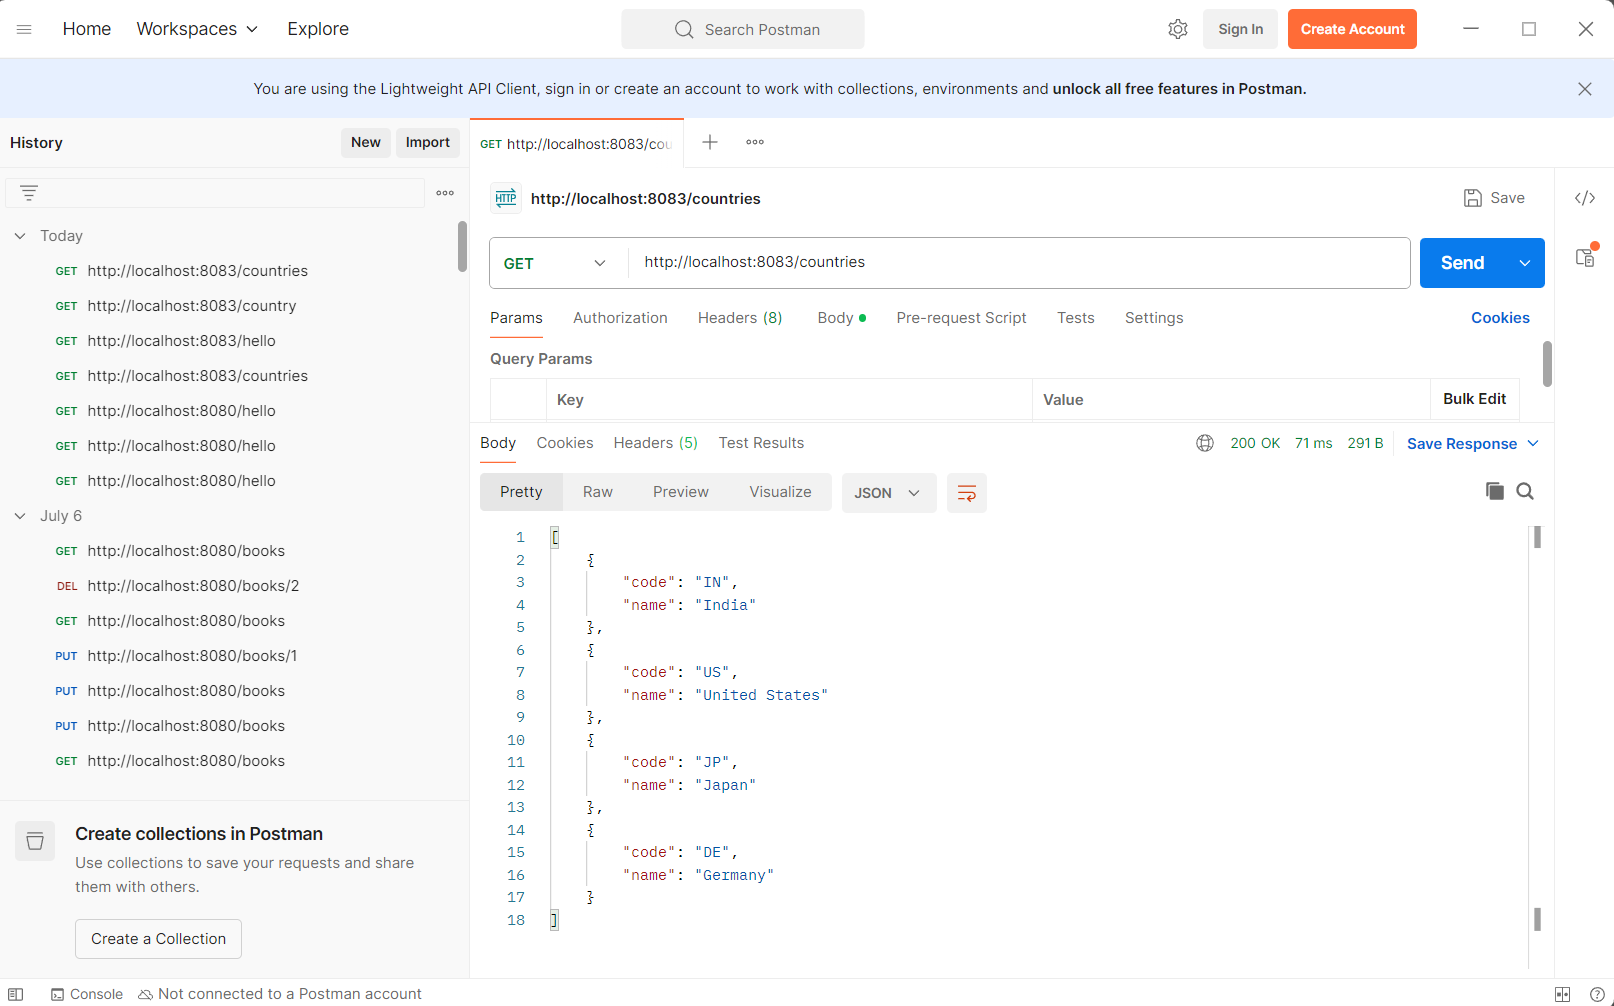 Home Workspaces Explore Search Postman Sign In Create Account
You are using the Lightweight API Client, sign in or create an account to work with collections, environments and unlock all free features in Postman.
History New Import
Today
GET http://localhost:8083/countries
GET http://localhost:8083/country
GET http://localhost:8083/hello
GET http://localhost:8083/countries
GET http://localhost:8080/hello
GET http://localhost:8080/hello
GET http://localhost:8080/hello
July 6
GET http://localhost:8080/books
DEL http://localhost:8080/books/2
GET http://localhost:8080/books
PUT http://localhost:8080/books/1
PUT http://localhost:8080/books
PUT http://localhost:8080/books
GET http://localhost:8080/books
Create collections in Postman
Use collections to save your requests and share
them with others.
Create a Collection
GET http://localhost:8083/cou
HTTP http://localhost:8083/countries Save </>
GET http://localhost:8083/countries Send
Params Authorization Headers (8) Body Pre-request Script Tests Settings Cookies
Query Params
Key Value Bulk Edit
Body Cookies Headers (5) Test Results 200 OK 71 ms 291 B Save Response
Pretty Raw Preview Visualize JSON
1 [
2 {
3 "code": "IN",
4 "name": "India"
5 },
6 {
7 "code": "US",
8 "name": "United States"
9 },
10 {
11 "code": "JP",
12 "name": "Japan"
13 },
14 {
15 "code": "DE",
16 "name": "Germany"
17 }
18 ]
Console Not connected to a Postman account